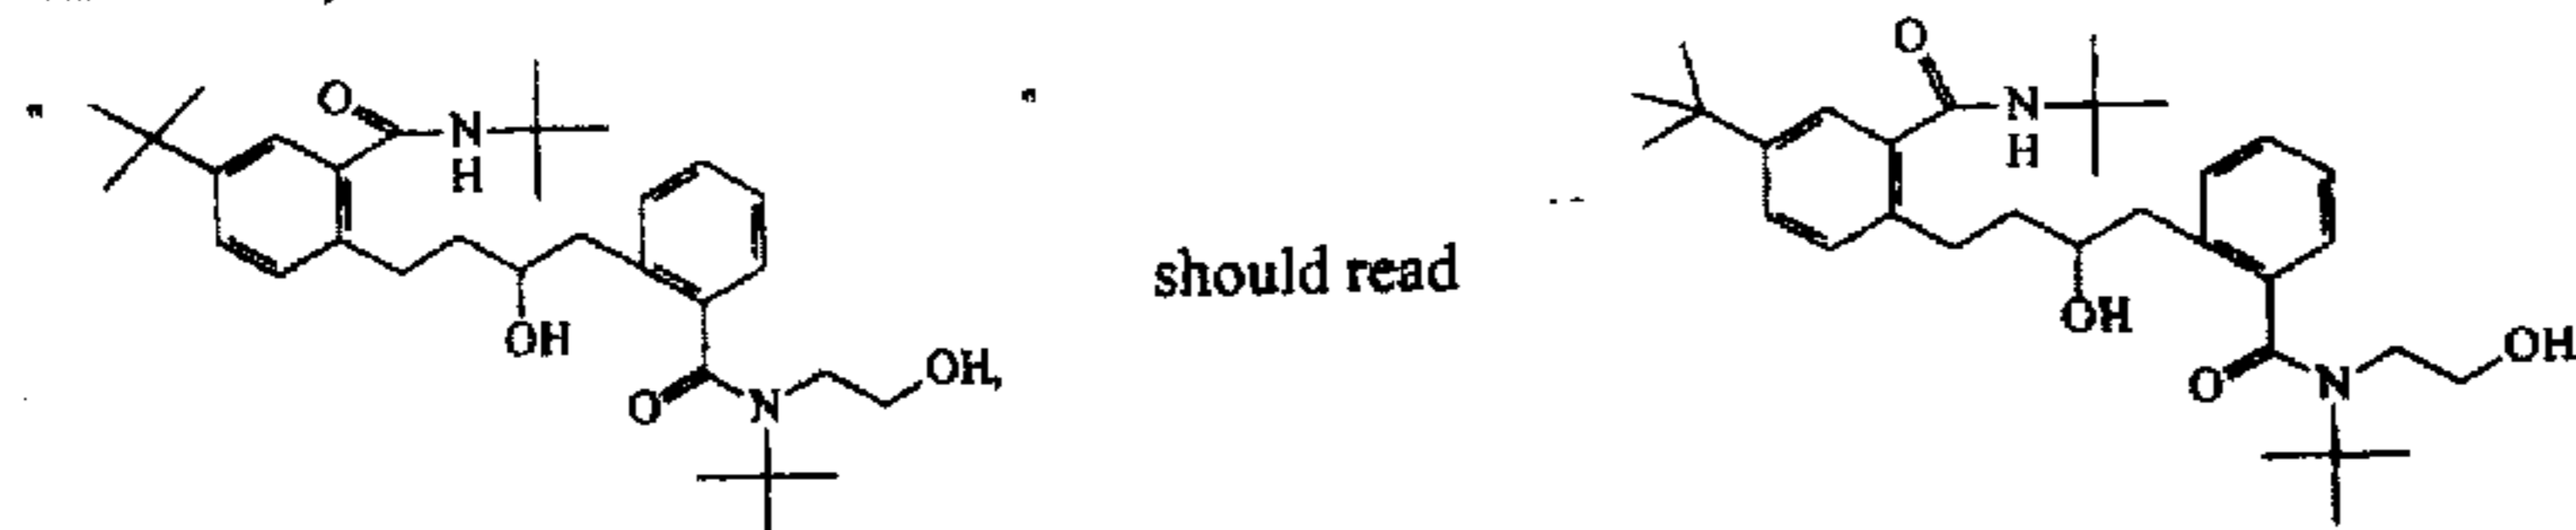 " O N H OH O N OH, " should read -- O N H OH O N OH